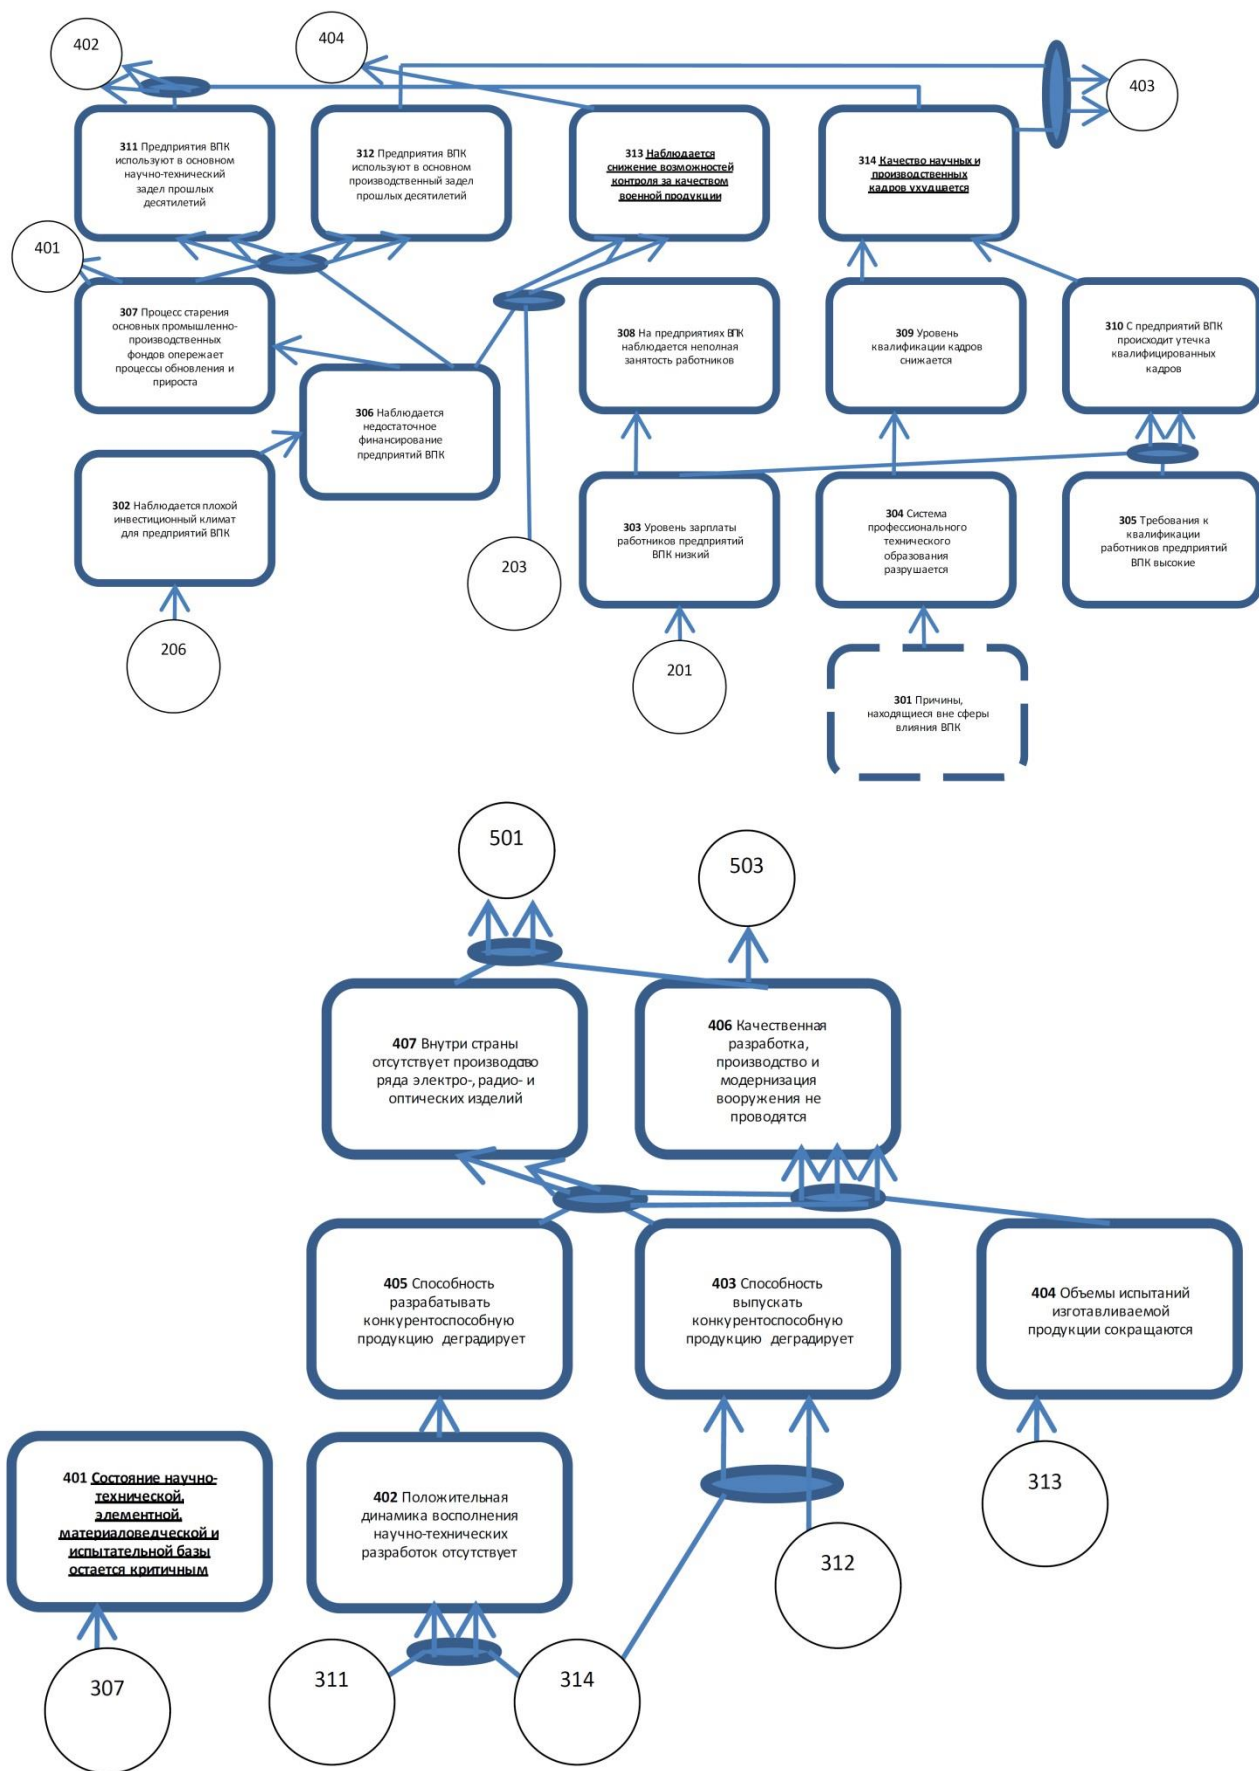 402
404
403
311 Предприятия ВПК
используют в основном
научно-технический
задел прошлых
десятилетий
312 Предприятия ВПК
используют в основном
производственный задел
прошлых десятилетий
313 Наблюдается
снижение возможностей
контроля за качеством
военной продукции
314 Качество научных и
производственных
кадров ухудшается
401
307 Процесс старения
основных промышленно-
производственных
фондов опережает
процессы обновления и
прироста
306 Наблюдается
недостаточное
финансирование
предприятий ВПК
308 На предприятиях ВПК
наблюдается неполная
занятость работников
309 Уровень
квалификации кадров
снижается
310 С предприятий ВПК
происходит утечка
квалифицированных
кадров
302 Наблюдается плохой
инвестиционный климат
для предприятий ВПК
303 Уровень зарплаты
работников предприятий
ВПК низкий
304 Система
профессионального
технического
образования
разрушается
305 Требования к
квалификации
работников предприятий
ВПК высокие
203
206
201
301 Причины,
находящиеся вне сферы
влияния ВПК
501
503
407 Внутри страны
отсутствует производство
ряда электро-, радио- и
оптических изделий
406 Качественная
разработка,
производство и
модернизация
вооружения не
проводятся
405 Способность
разрабатывать
конкурентоспособную
продукцию деградирует
403 Способность
выпускать
конкурентоспособную
продукцию деградирует
404 Объемы испытаний
изготавливаемой
продукции сокращаются
401 Состояние научно-
технической,
элементной,
материаловедческой и
испытательной базы
остается критичным
402 Положительная
динамика восполнения
научно-технических
разработок отсутствует
313
312
307
311
314